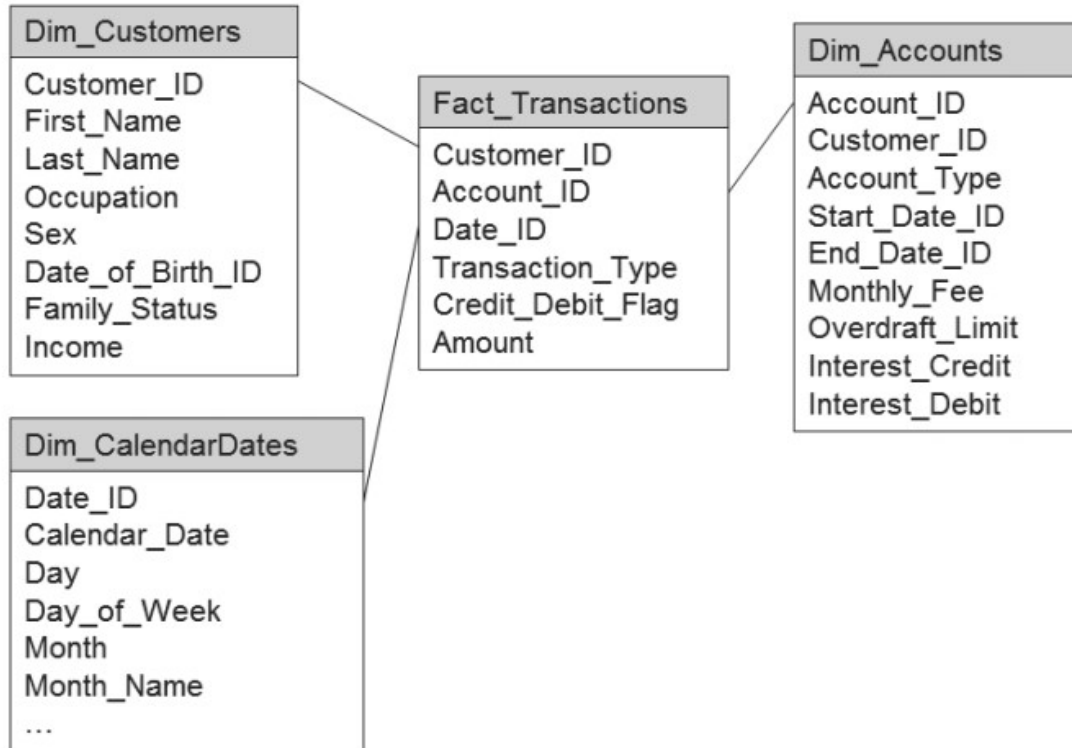 Dim_Customers
Customer_ID
First_Name
Last_Name
Occupation
Sex
Date_of_Birth_ID
Family_Status
Income
Fact_Transactions
Customer_ID
Account_ID
Date_ID
Transaction_Type
Credit_Debit_Flag
Amount
Dim_Accounts
Account_ID
Customer_ID
Account_Type
Start_Date_ID
End_Date_ID
Monthly_Fee
Overdraft_Limit
Interest_Credit
Interest_Debit
Dim_CalendarDates
Date_ID
Calendar_Date
Day
Day_of_Week
Month
Month_Name
...